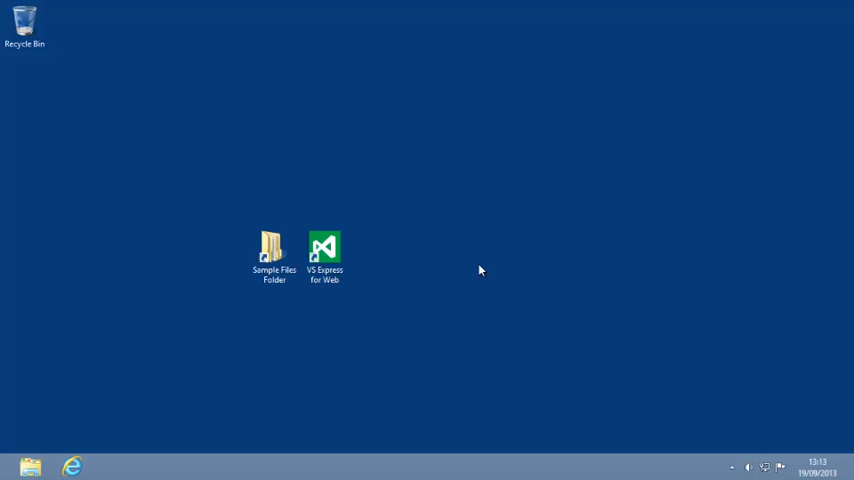 Recycle Bin
Sample Files
Folder
VS Express
for Web
13:13
19/09/2013